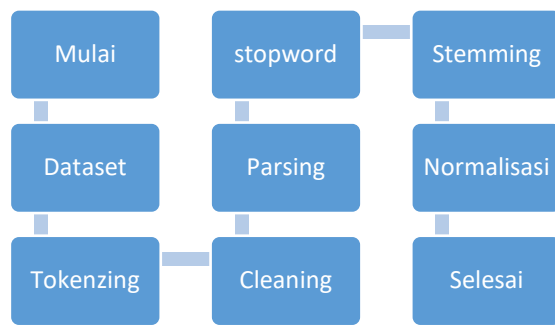 Mulai
Dataset
Tokenzing
Cleaning
Parsing
stopword
Stemming
Normalisasi
Selesai